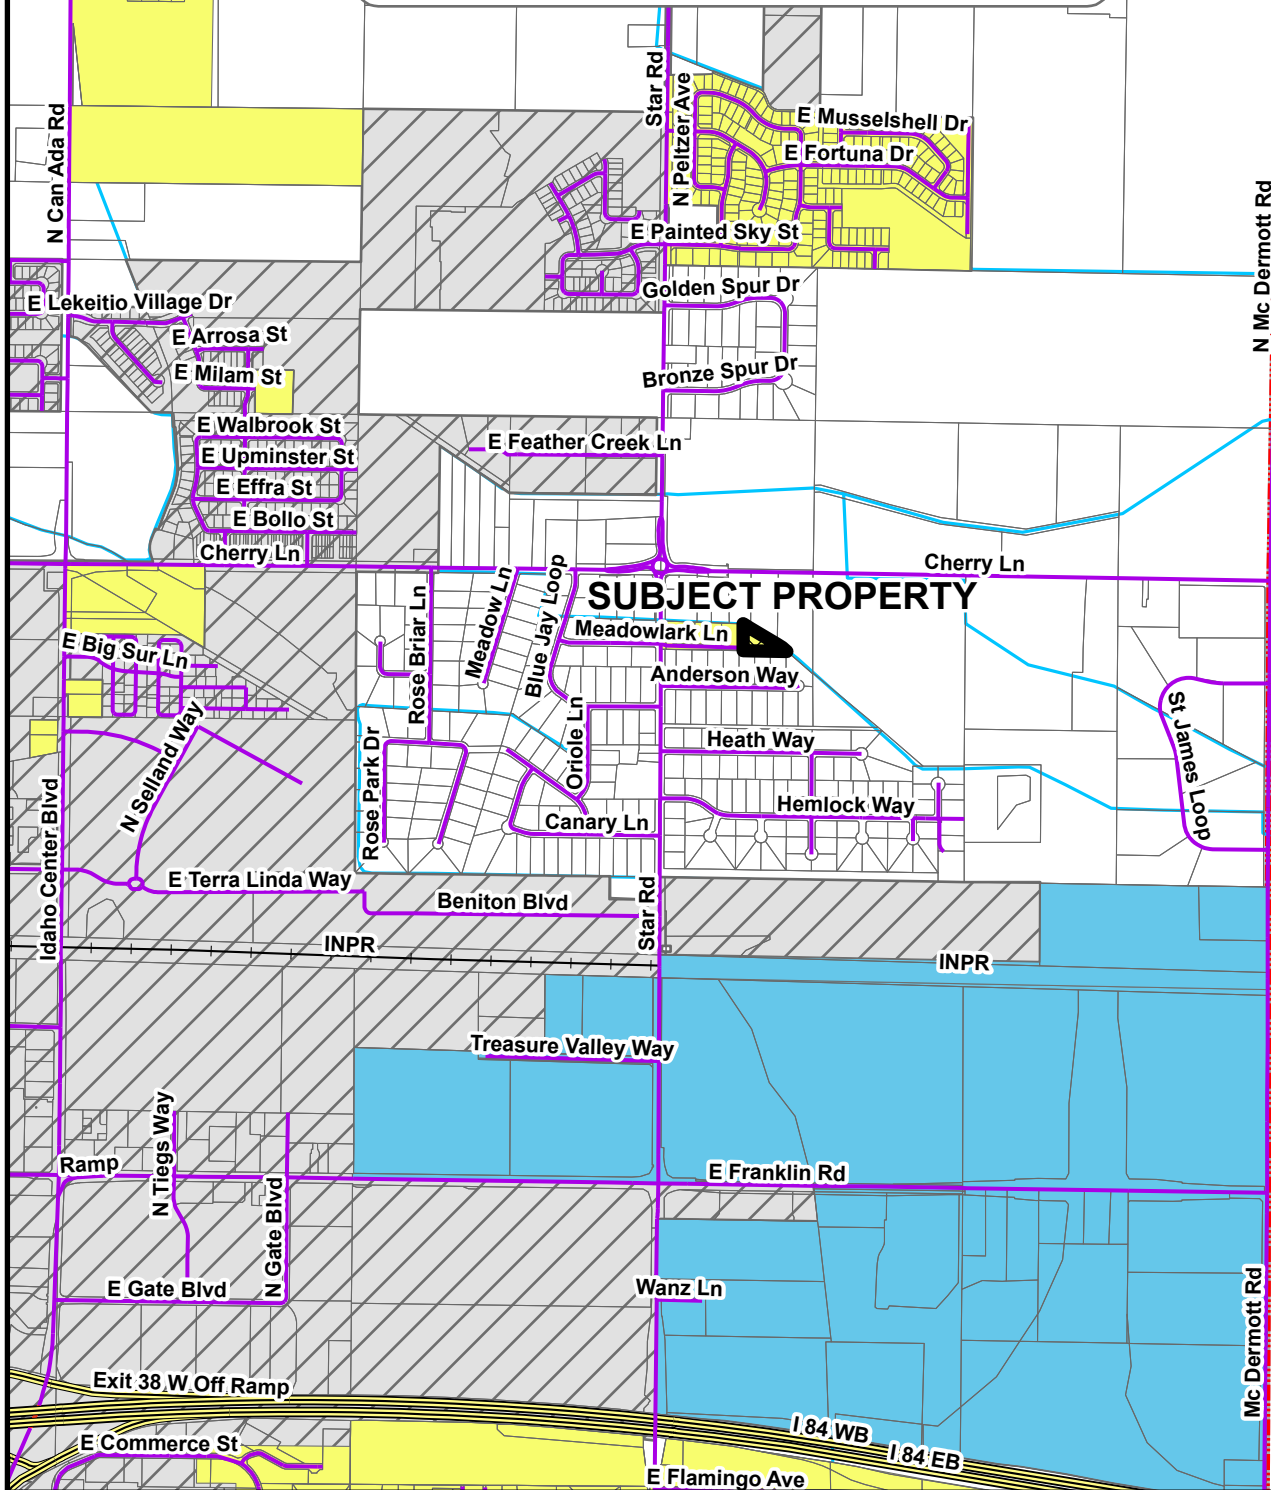 N Can Ada Rd
Star Rd
N Peltzer Ave
E Musselshell Dr
E Fortuna Dr
N Mc Dermott Rd
E Painted Sky St
Golden Spur Dr
E Lekeitio Village Dr
E Arrosa St
E Milam St
Bronze Spur Dr
E Walbrook St
E Feather Creek Ln
E Upminster St
E Effra St
E Bollo St
Cherry Ln
Cherry Ln
SUBJECT PROPERTY
Meadowlark Ln
Meadow Ln
Blue Jay Loop
Rose Briar Ln
E Big Sur Ln
Anderson Way
St James Loop
N Selland Way
Oriole Ln
Heath Way
Rose Park Dr
Idaho Center Blvd
Hemlock Way
Canary Ln
E Terra Linda Way
Beniton Blvd
Star Rd
INPR
INPR
Treasure Valley Way
N Tiegs Way
Ramp
E Franklin Rd
N Gate Blvd
E Gate Blvd
Wanz Ln
Mc Dermott Rd
Exit 38 W Off Ramp
I 84 WB
I 84 EB
E Commerce St
E Flamingo Ave